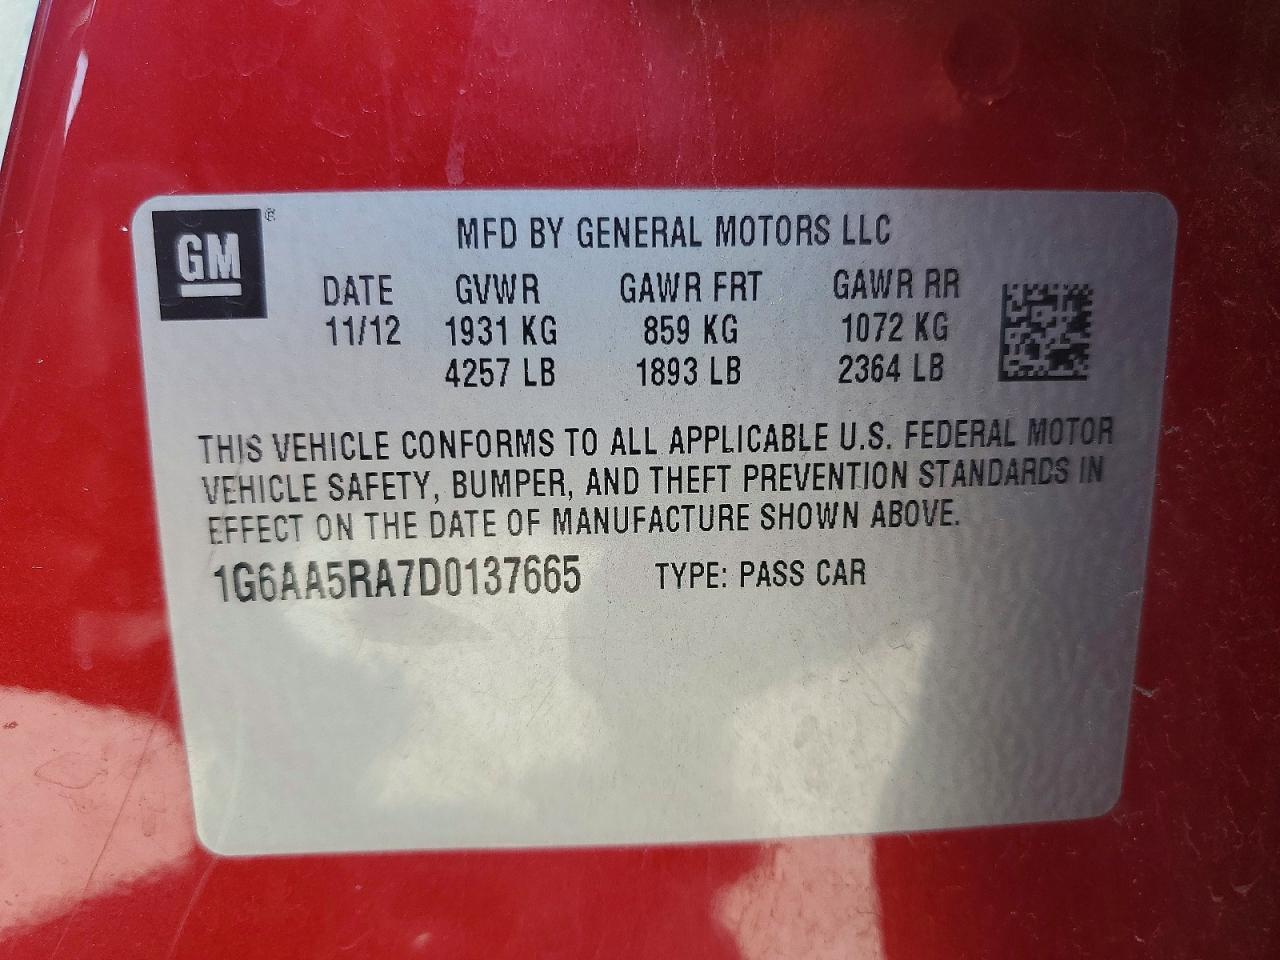 GM ®
MFD BY GENERAL MOTORS LLC
DATE GVWR GAWR FRT GAWR RR
11/12 1931 KG 859 KG 1072 KG
4257 LB 1893 LB 2364 LB
THIS VEHICLE CONFORMS TO ALL APPLICABLE U.S. FEDERAL MOTOR
VEHICLE SAFETY, BUMPER, AND THEFT PREVENTION STANDARDS IN
EFFECT ON THE DATE OF MANUFACTURE SHOWN ABOVE.
1G6AA5RA7D0137665 TYPE: PASS CAR